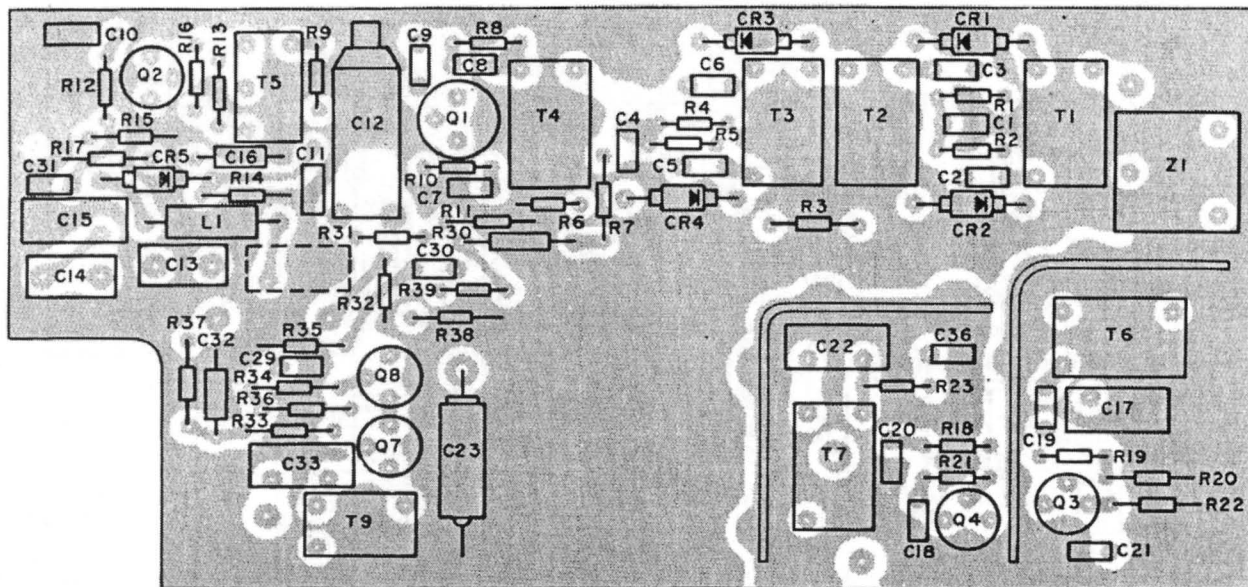 C10
R16
R13
R9
C9
R8
CR3
CR1
Q2
T5
C8
C6
C3
R12
C12
Q1
T4
R4
T3
T2
R1
C1
T1
R15
C4
R5
R2
R17
CR5
C16
C11
R10
C5
C2
Z1
C31
R14
C7
C15
L1
R11
R6
R7
CR4
R3
CR2
R31
R30
C14
C13
C30
R32
R39
R38
R37
C32
R35
C22
C36
T6
C29
R34
Q8
R23
R36
C17
R33
Q7
C23
C20
R18
C19
C33
T7
R21
R19
R20
T9
Q4
Q3
R22
C18
C21